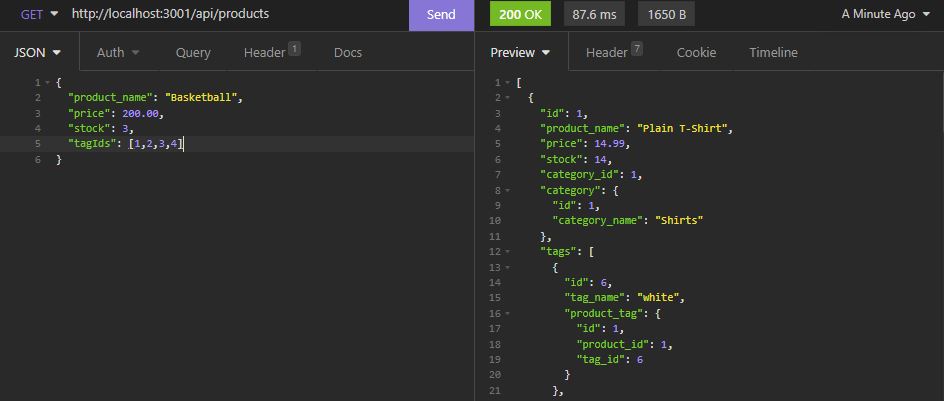 GET http://localhost:3001/api/products Send 200 OK 87.6 ms 1650 B A Minute Ago
JSON Auth Query Header 1 Docs Preview Header 7 Cookie Timeline
1 {
2 "product_name": "Basketball",
3 "price": 200.00,
4 "stock": 3,
5 "tagIds": [1,2,3,4]
6 }
1 [
2 {
3 "id": 1,
4 "product_name": "Plain T-Shirt",
5 "price": 14.99,
6 "stock": 14,
7 "category_id": 1,
8 "category": {
9 "id": 1,
10 "category_name": "Shirts"
11 },
12 "tags": [
13 {
14 "id": 6,
15 "tag_name": "white",
16 "product_tag": {
17 "id": 1,
18 "product_id": 1,
19 "tag_id": 6
20 }
21 },